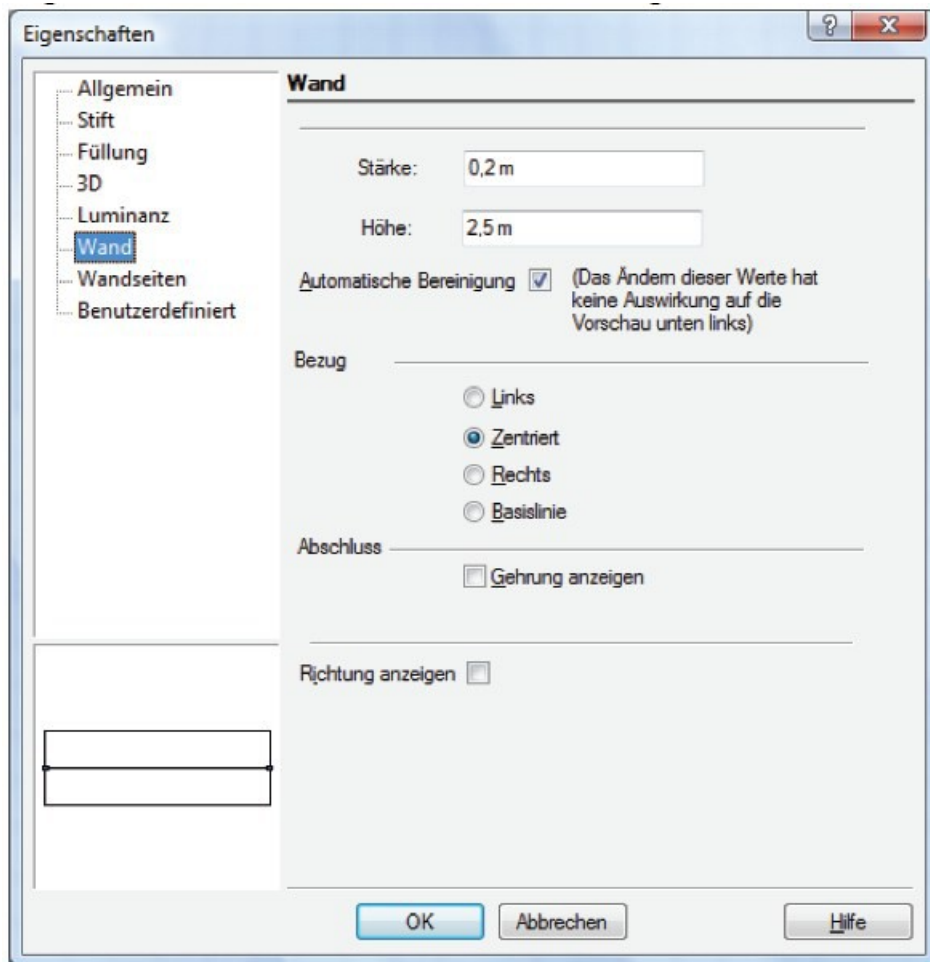 Eigenschaften
Allgemein
Stift
Füllung
3D
Luminanz
Wand
Wandseiten
Benutzerdefiniert
Wand
Stärke: 0,2 m
Höhe: 2,5 m
Automatische Bereinigung (Das Ändern dieser Werte hat
keine Auswirkung auf die
Vorschau unten links)
Bezug
Links
Zentriert
Rechts
Basislinie
Abschluss
Gehrung anzeigen
Richtung anzeigen
OK Abbrechen Hilfe